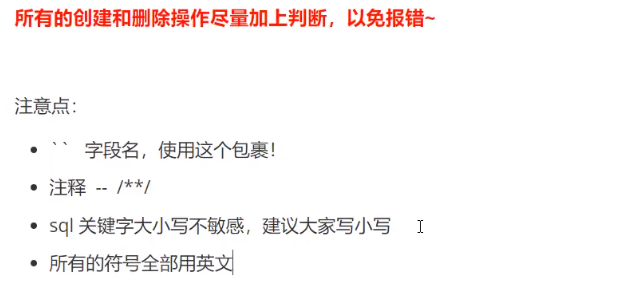 所有的创建和删除操作尽量加上判断，以免报错~
注意点：
• `` 字段名，使用这个包裹！
• 注释 -- /**/
• sql 关键字大小写不敏感，建议大家写小写
• 所有的符号全部用英文